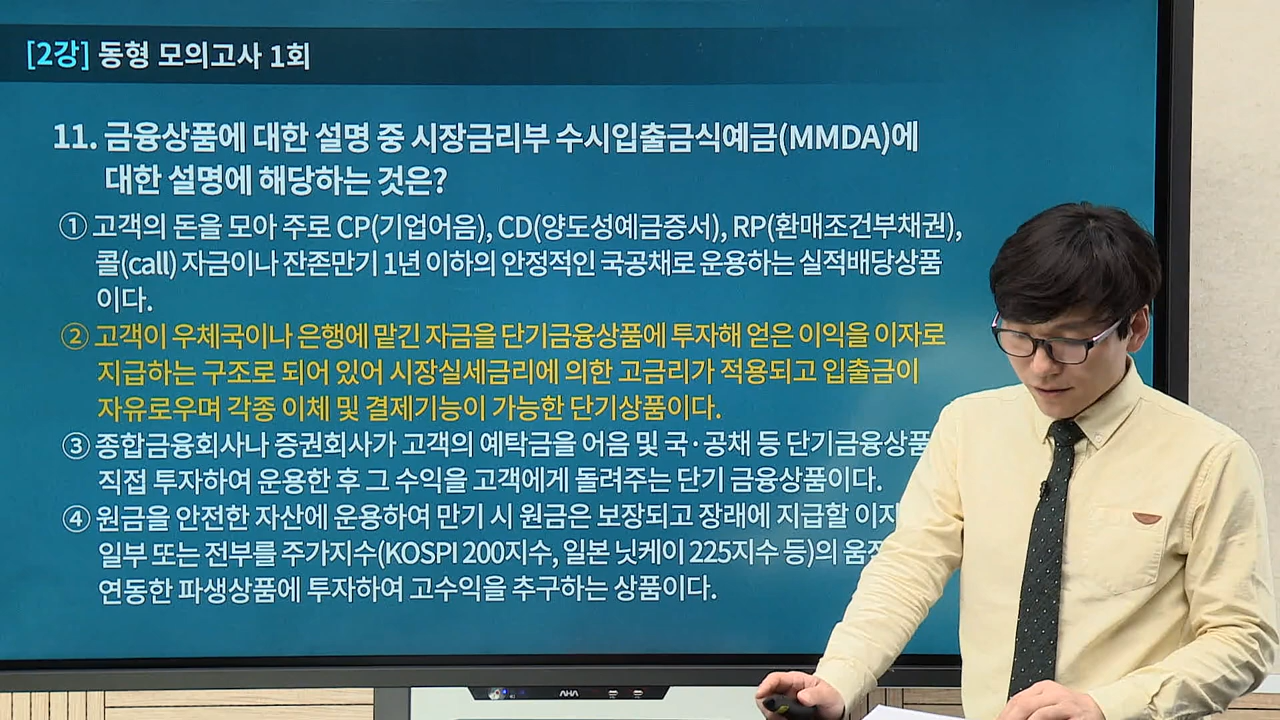 [2강] 동형 모의고사 1회
11. 금융상품에 대한 설명 중 시장금리부 수시입출금식예금(MMDA)에
대한 설명에 해당하는 것은?
① 고객의 돈을 모아 주로 CP(기업어음), CD(양도성예금증서), RP(환매조건부채권),
콜(call) 자금이나 잔존만기 1년 이하의 안정적인 국공채로 운용하는 실적배당상품
이다.
② 고객이 우체국이나 은행에 맡긴 자금을 단기금융상품에 투자해 얻은 이익을 이자로
지급하는 구조로 되어 있어 시장실세금리에 의한 고금리가 적용되고 입출금이
자유로우며 각종 이체 및 결제기능이 가능한 단기상품이다.
③ 종합금융회사나 증권회사가 고객의 예탁금을 어음 및 국·공채 등 단기금융상품
직접 투자하여 운용한 후 그 수익을 고객에게 돌려주는 단기 금융상품이다.
④ 원금을 안전한 자산에 운용하여 만기 시 원금은 보장되고 장래에 지급할 이자
일부 또는 전부를 주가지수(KOSPI 200지수, 일본 닛케이 225지수 등)의
연동한 파생상품에 투자하여 고수익을 추구하는 상품이다.
AHA